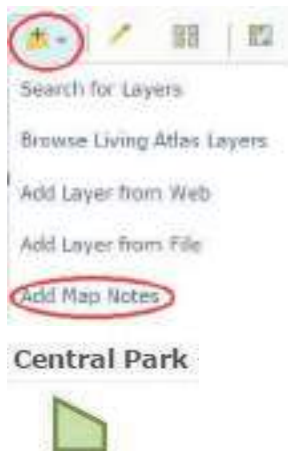 Search for Layers
Browse Living Atlas Layers
Add Layer from Web
Add Layer from File
Add Map Notes
Central Park